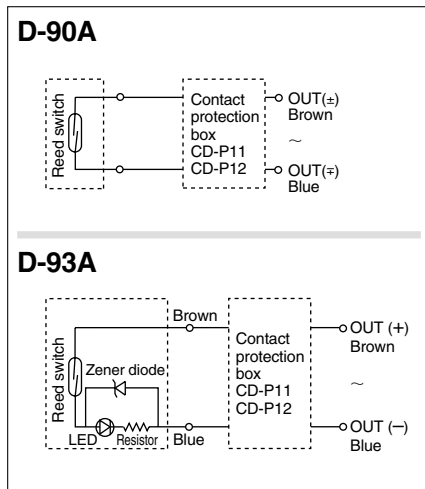 D-90A
Reed switch
Contact
protection
box
CD-P11
CD-P12
OUT(±)
Brown
~
OUT(∓)
Blue
D-93A
Reed switch
Brown
Zener diode
LED
Resistor
Blue
Contact
protection
box
CD-P11
CD-P12
OUT (+)
Brown
~
OUT (−)
Blue